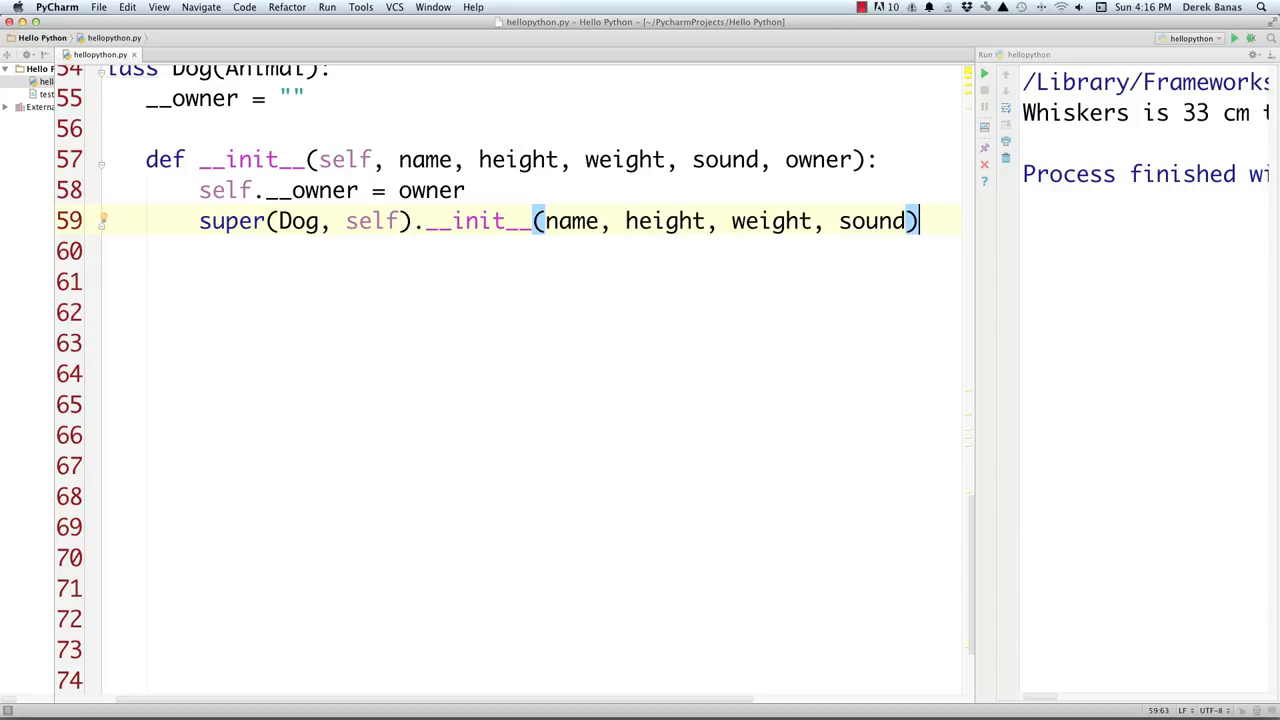 PyCharm File Edit View Navigate Code Refactor Run Tools VCS Window Help 10 Sun 4:16 PM Derek Banas
hellopython.py - Hello Python - [~/PycharmProjects/Hello Python]
Hello Python hellopython.py hellopython
hellopython.py Run hellopython
Hello P
hell
test
Extern
54 lass Dog(Animal):
55 __owner = ""
56
57 def __init__(self, name, height, weight, sound, owner):
58 self.__owner = owner
59 super(Dog, self).__init__(name, height, weight, sound)
60
61
62
63
64
65
66
67
68
69
70
71
72
73
74
/Library/Frameworks
Whiskers is 33 cm t
Process finished wi
59:63 LF UTF-8